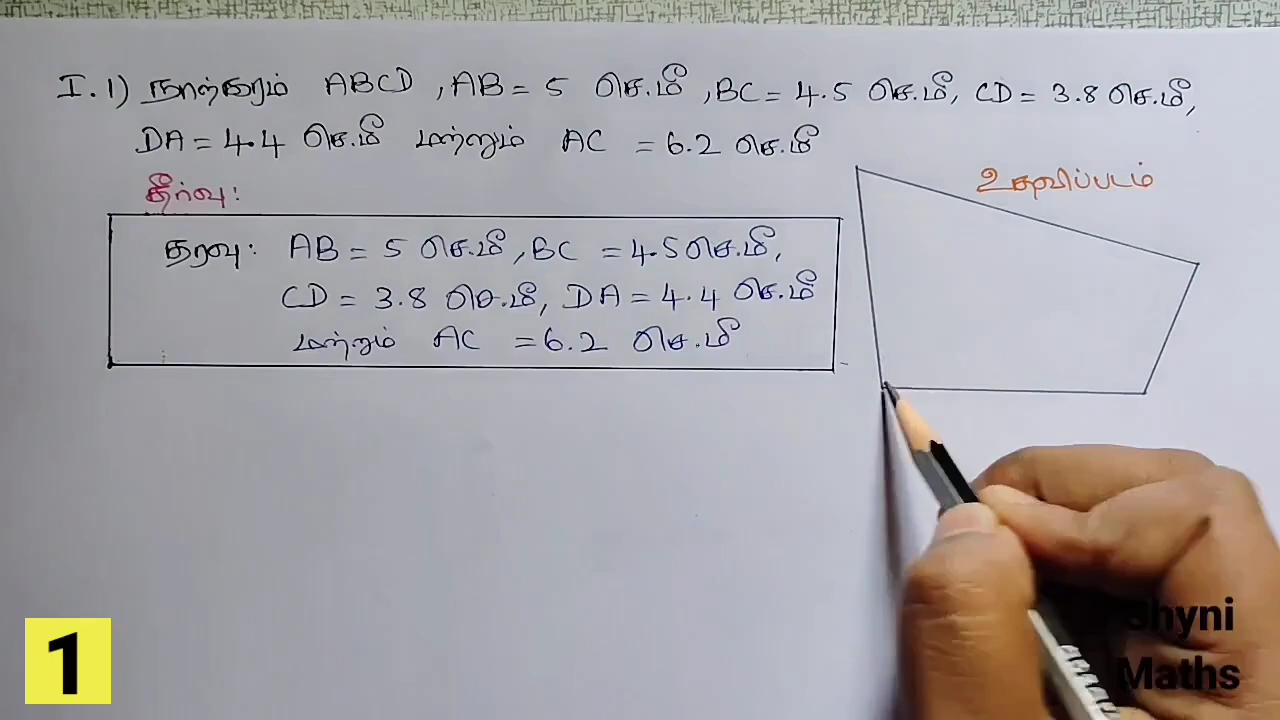 I. 1) நாற்கரம் ABCD , AB = 5 செ.மீ , BC = 4.5 செ.மீ, CD = 3.8 செ.மீ,
DA = 4.4 செ.மீ மற்றும் AC = 6.2 செ.மீ
தீர்வு:
உதவிப்படம்
தரவு: AB = 5 செ.மீ, BC = 4.5 செ.மீ,
CD = 3.8 செ.மீ, DA = 4.4 செ.மீ
மற்றும் AC = 6.2 செ.மீ
1
Shyni
Maths